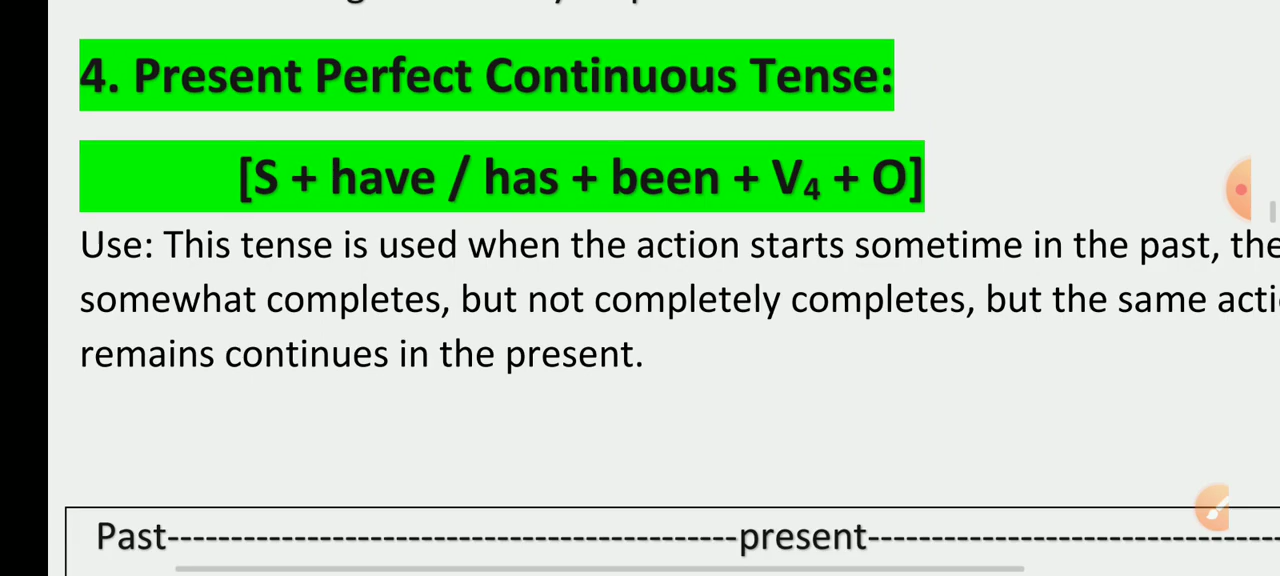 4. Present Perfect Continuous Tense:
[S + have / has + been + V₄ + O]
Use: This tense is used when the action starts sometime in the past, the
somewhat completes, but not completely completes, but the same acti
remains continues in the present.
Past---------------------------------------------present---------------------------------